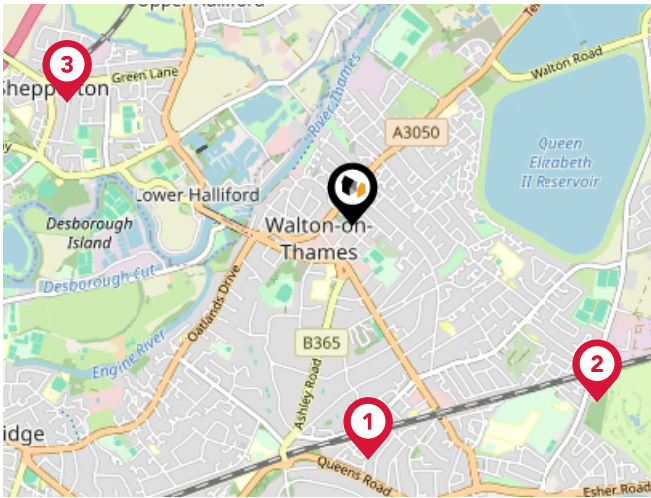 Upper Halliford
3
Shepperton
Green Lane
River Thames
Walton Road
A3050
Queen
Elizabeth
II Reservoir
Lower Halliford
Walton-on-
Thames
Desborough
Island
Desborough Cut
Oatlands Drive
Engine River
B365
Ashley Road
2
1
idge
Queens Road
Esher Road